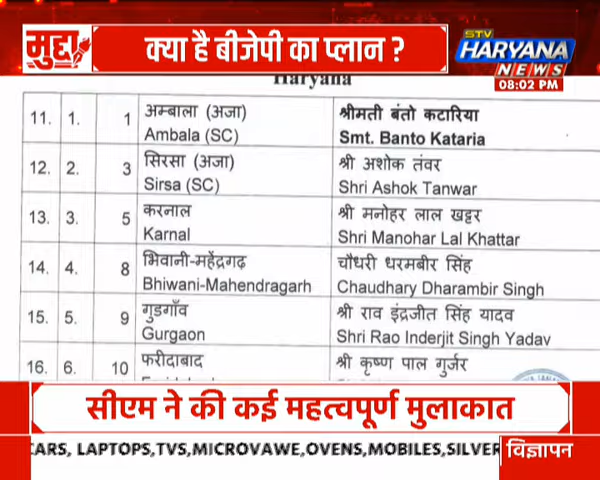 मुद्दा
क्या है बीजेपी का प्लान ?
STV
HARYANA
NEWS
08:02 PM
Haryana
11. 1. 1 अम्बाला (अजा) श्रीमती बंतो कटारिया
Ambala (SC) Smt. Banto Kataria
12. 2. 3 सिरसा (अजा) श्री अशोक तंवर
Sirsa (SC) Shri Ashok Tanwar
13. 3. 5 करनाल श्री मनोहर लाल खट्टर
Karnal Shri Manohar Lal Khattar
14. 4. 8 भिवानी-महेंद्रगढ़ चौधरी धरमबीर सिंह
Bhiwani-Mahendragarh Chaudhary Dharambir Singh
15. 5. 9 गुडगाँव श्री राव इंद्रजीत सिंह यादव
Gurgaon Shri Rao Inderjit Singh Yadav
16. 6. 10 फरीदाबाद श्री कृष्ण पाल गुर्जर
सीएम ने की कई महत्वपूर्ण मुलाकात
CARS, LAPTOPS,TVS,MICROVAWE,OVENS,MOBILES,SILVER विज्ञापन